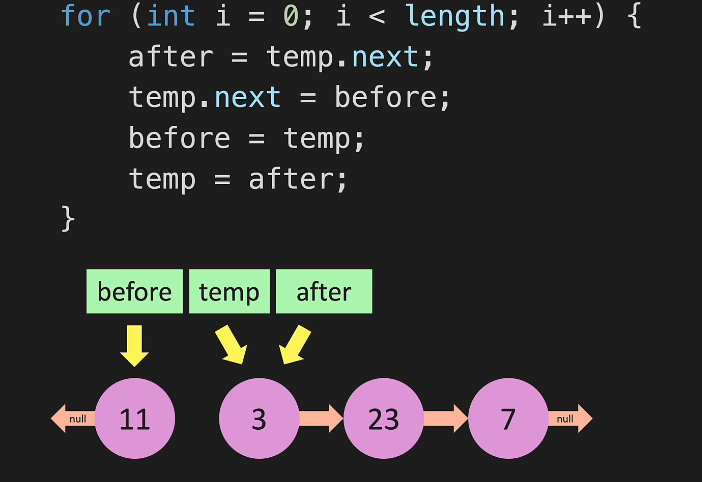 for (int i = 0; i < length; i++) {
    after = temp.next;
    temp.next = before;
    before = temp;
    temp = after;
}
before temp after
null 11 3 23 7 null